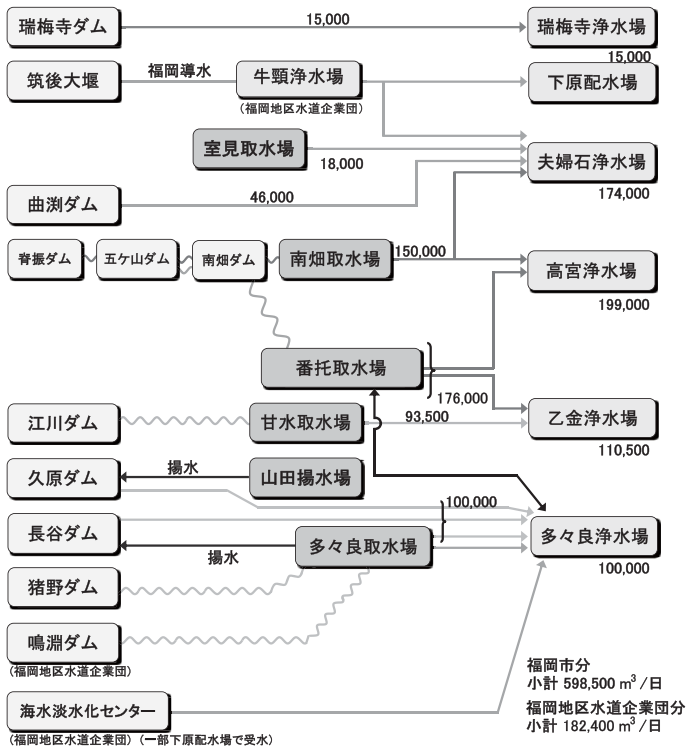 瑞梅寺ダム
15,000
瑞梅寺浄水場
15,000
筑後大堰
福岡導水
牛頸浄水場
(福岡地区水道企業団)
下原配水場
室見取水場
18,000
夫婦石浄水場
174,000
曲渕ダム
46,000
脊振ダム
五ケ山ダム
南畑ダム
南畑取水場
150,000
高宮浄水場
199,000
番托取水場
176,000
江川ダム
甘水取水場
93,500
乙金浄水場
110,500
久原ダム
揚水
山田揚水場
100,000
長谷ダム
揚水
多々良取水場
多々良浄水場
100,000
猪野ダム
鳴淵ダム
(福岡地区水道企業団)
海水淡水化センター
(福岡地区水道企業団) (一部下原配水場で受水)
福岡市分
小計 598,500 m³/日
福岡地区水道企業団分
小計 182,400 m³/日